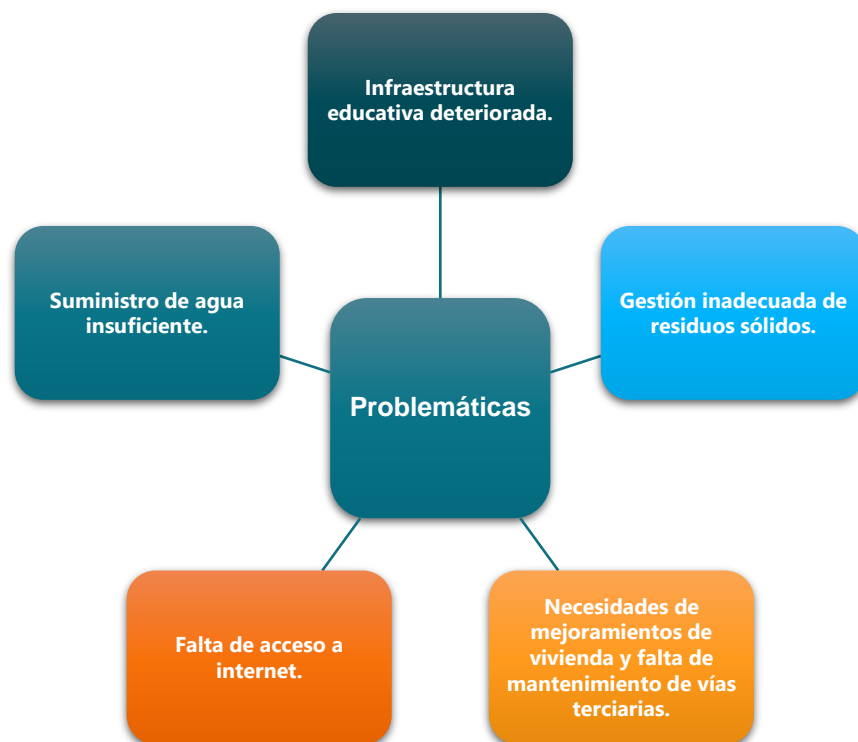 Infraestructura
educativa deteriorada.
Suministro de agua
insuficiente.
Gestión inadecuada de
residuos sólidos.
Problemáticas
Falta de acceso a
internet.
Necesidades de
mejoramientos de
vivienda y falta de
mantenimiento de vías
terciarias.